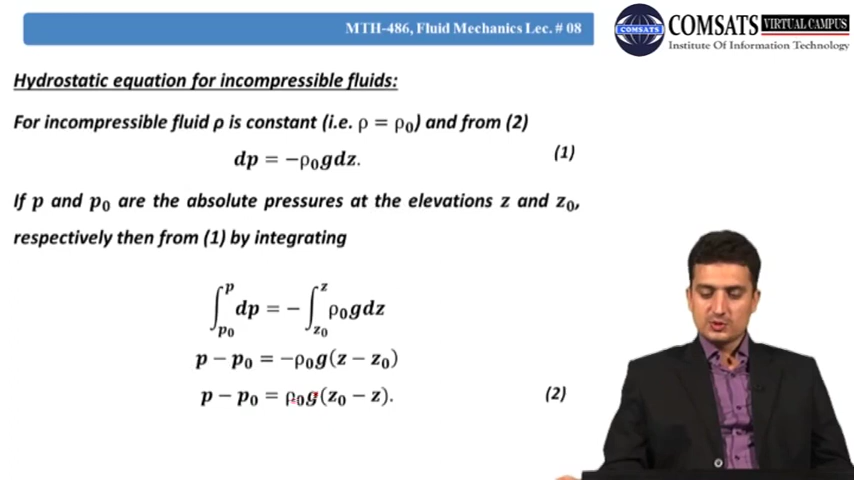 MTH-486, Fluid Mechanics Lec. # 08
COMSATS VIRTUAL CAMPUS
Institute Of Information Technology
COMSATS
Hydrostatic equation for incompressible fluids:
For incompressible fluid ρ is constant (i.e. ρ = ρ₀) and from (2)
dp = −ρ₀gdz. (1)
If p and p₀ are the absolute pressures at the elevations z and z₀,
respectively then from (1) by integrating
∫_{p₀}^{p} dp = − ∫_{z₀}^{z} ρ₀gdz
p − p₀ = −ρ₀g(z − z₀)
p − p₀ = ρ₀g(z₀ − z). (2)